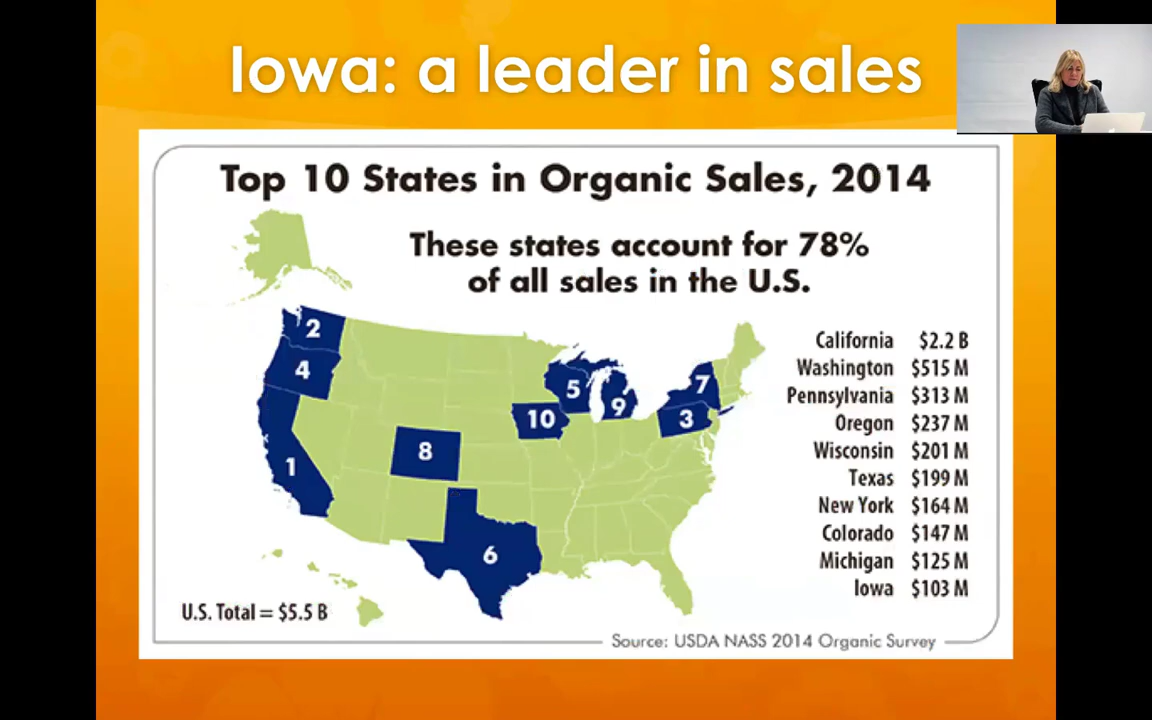 Iowa: a leader in sales
Top 10 States in Organic Sales, 2014
These states account for 78%
of all sales in the U.S.
2
4
1
8
6
10
5
9
7
3
California $2.2 B
Washington $515 M
Pennsylvania $313 M
Oregon $237 M
Wisconsin $201 M
Texas $199 M
New York $164 M
Colorado $147 M
Michigan $125 M
Iowa $103 M
U.S. Total = $5.5 B
Source: USDA NASS 2014 Organic Survey